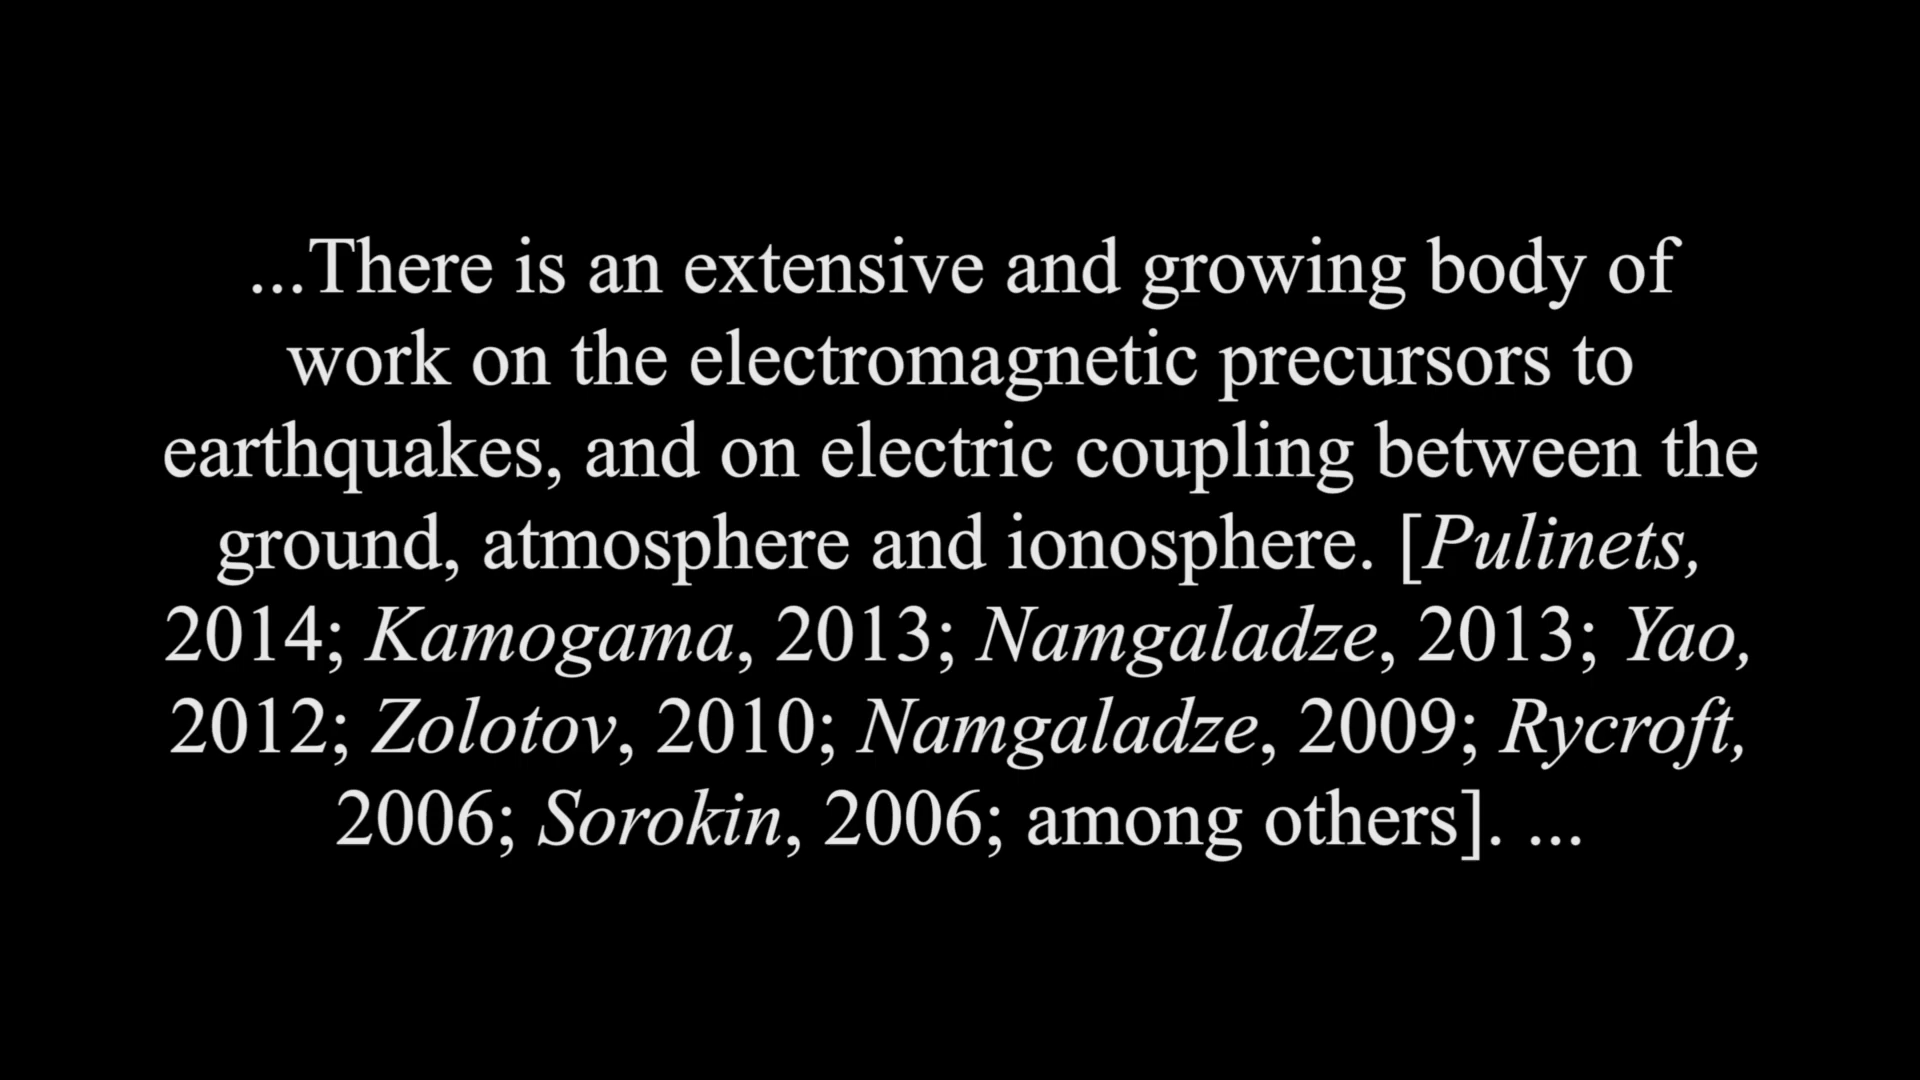 ...There is an extensive and growing body of
work on the electromagnetic precursors to
earthquakes, and on electric coupling between the
ground, atmosphere and ionosphere. [Pulinets,
2014; Kamogama, 2013; Namgaladze, 2013; Yao,
2012; Zolotov, 2010; Namgaladze, 2009; Rycroft,
2006; Sorokin, 2006; among others]. ...